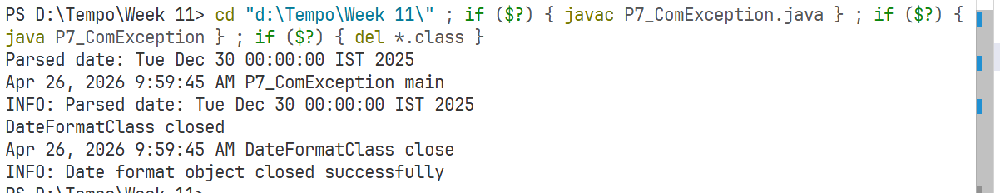 PS D:\Tempo\Week 11> cd "d:\Tempo\Week 11\" ; if ($?) { javac P7_ComException.java } ; if ($?) {
java P7_ComException } ; if ($?) { del *.class }
Parsed date: Tue Dec 30 00:00:00 IST 2025
Apr 26, 2026 9:59:45 AM P7_ComException main
INFO: Parsed date: Tue Dec 30 00:00:00 IST 2025
DateFormatClass closed
Apr 26, 2026 9:59:45 AM DateFormatClass close
INFO: Date format object closed successfully
PS D:\Tempo\Week 11>